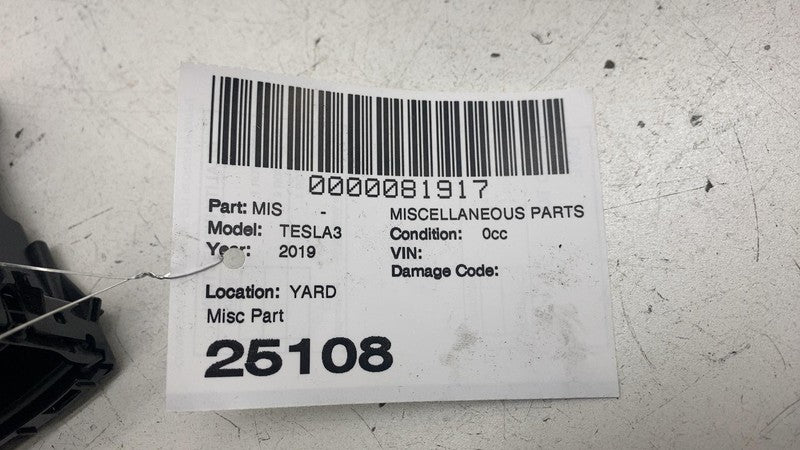 0000081917
Part: MIS - MISCELLANEOUS PARTS
Model: TESLA3 Condition: 0cc
Year: 2019 VIN:
Damage Code:
Location: YARD
Misc Part
25108